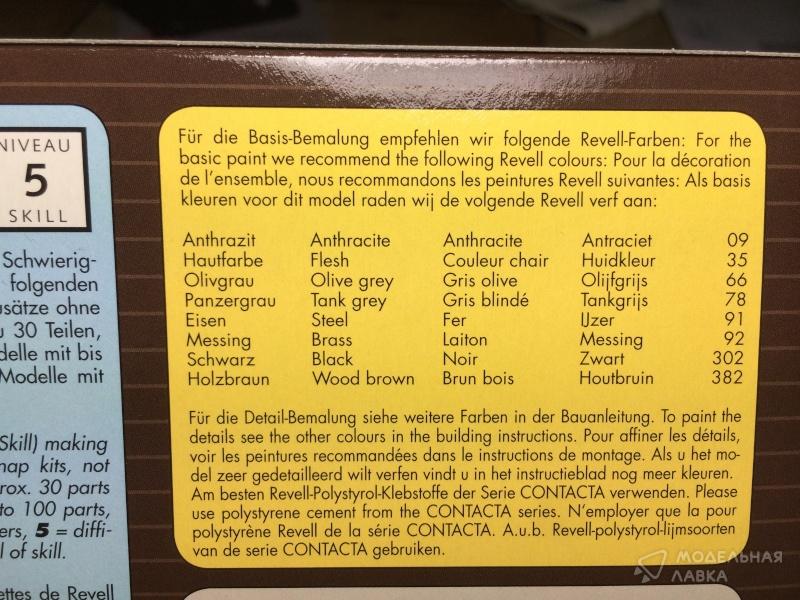 NIVEAU
5
SKILL
Schwierig-
folgenden
usätze ohne
u 30 Teilen,
delle mit bis
Modelle mit
Skill) making
nap kits, not
rox. 30 parts
to 100 parts,
ers, 5 = diffi-
l of skill.
ettes de Revell
Für die Basis-Bemalung empfehlen wir folgende Revell-Farben: For the
basic paint we recommend the following Revell colours: Pour la décoration
de l'ensemble, nous recommandons les peintures Revell suivantes: Als basis
kleuren voor dit model raden wij de volgende Revell verf aan:
Anthrazit Anthracite Anthracite Antraciet 09
Hautfarbe Flesh Couleur chair Huidkleur 35
Olivgrau Olive grey Gris olive Olijfgrijs 66
Panzergrau Tank grey Gris blindé Tankgrijs 78
Eisen Steel Fer IJzer 91
Messing Brass Laiton Messing 92
Schwarz Black Noir Zwart 302
Holzbraun Wood brown Brun bois Houtbruin 382
Für die Detail-Bemalung siehe weitere Farben in der Bauanleitung. To paint the
details see the other colours in the building instructions. Pour affiner les détails,
voir les peintures recommandées dans le instructions de montage. Als u het mo-
del zeer gedetailleerd wilt verfen vindt u in het instructieblad nog meer kleuren.
Am besten Revell-Polystyrol-Klebstoffe der Serie CONTACTA verwenden. Please
use polystyrene cement from the CONTACTA series. N'employer que la pour
polystyrène Revell de la série CONTACTA. A.u.b. Revell-polystyrol-lijmsoorten
van de serie CONTACTA gebruiken.
МОДЕЛЬНАЯ
ЛАВКА